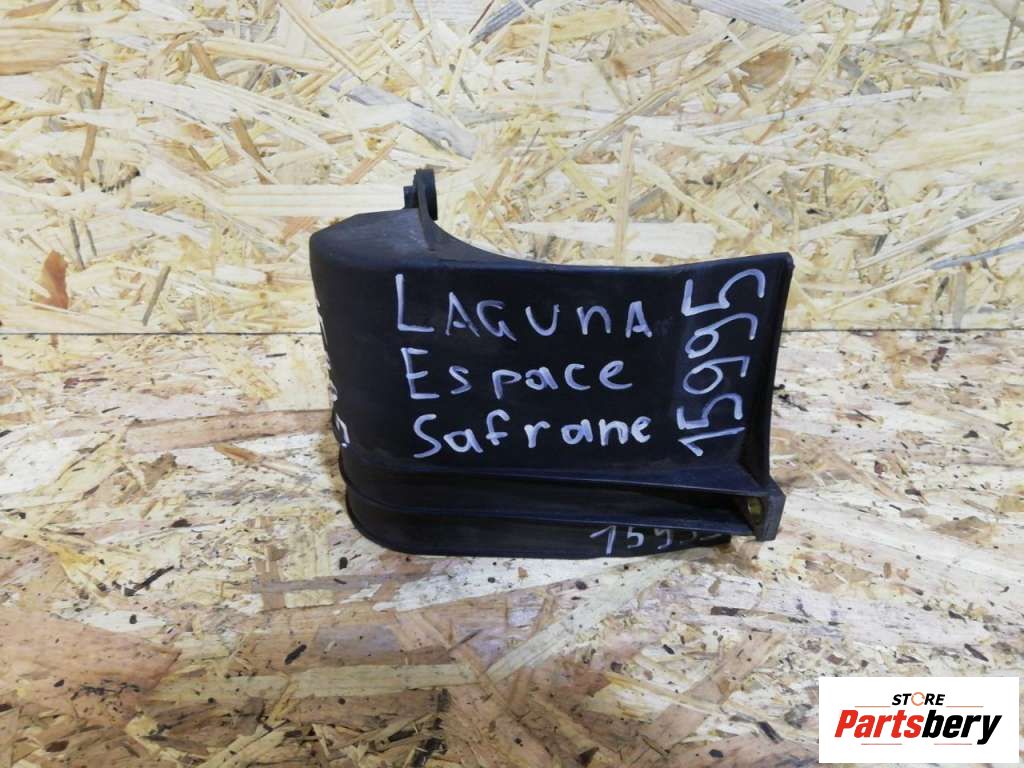 LAGUnA
Espace
Safrane
15995
STORE
Partsbery